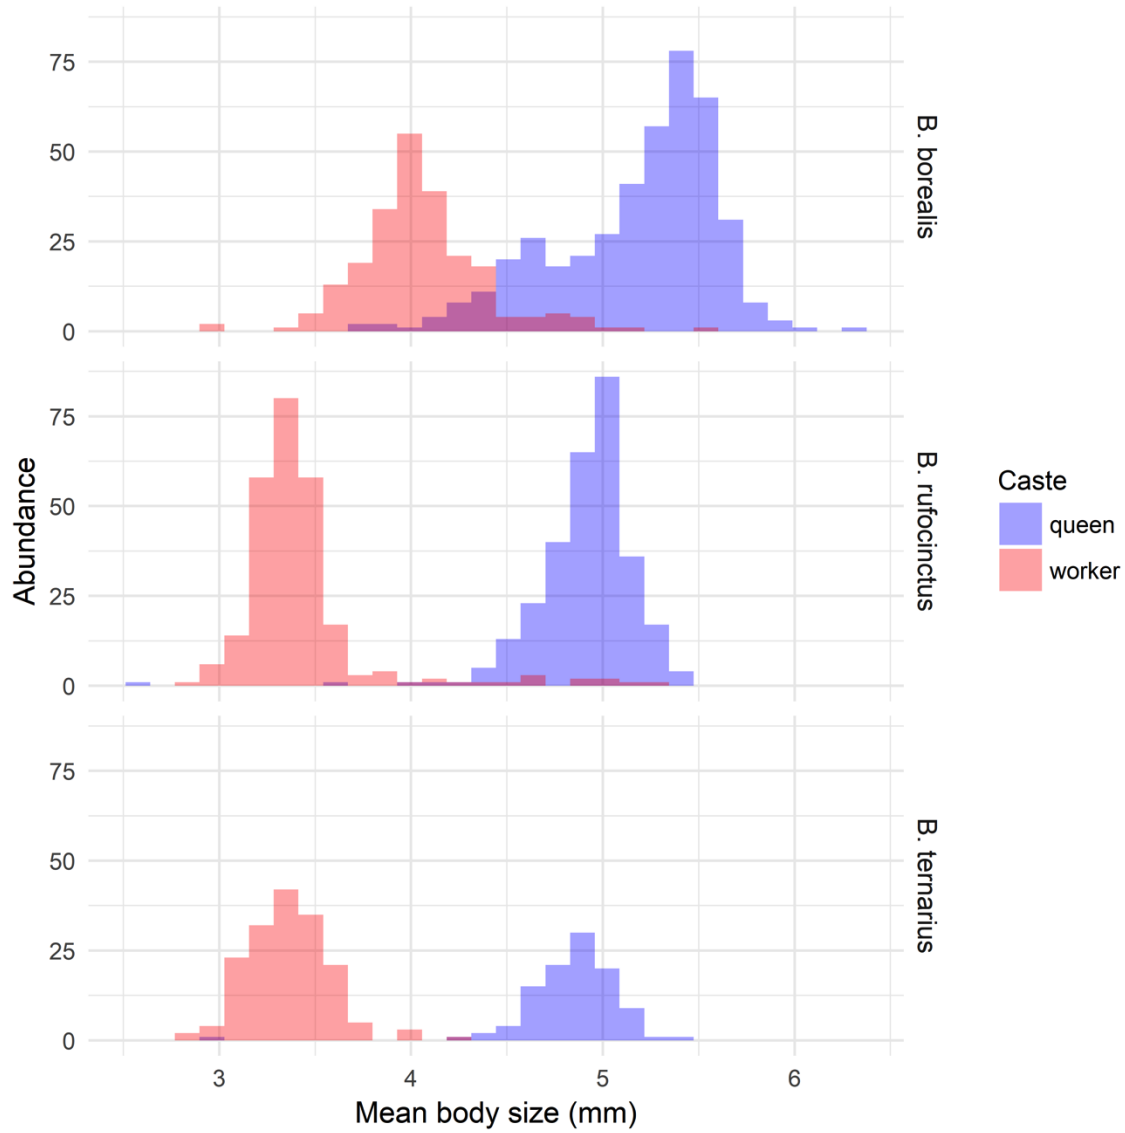 75
50
25
0
B. borealis
75
50
25
0
B. rufocinctus
75
50
25
0
B. ternarius
Abundance
3
4
5
6
Mean body size (mm)
Caste
queen
worker